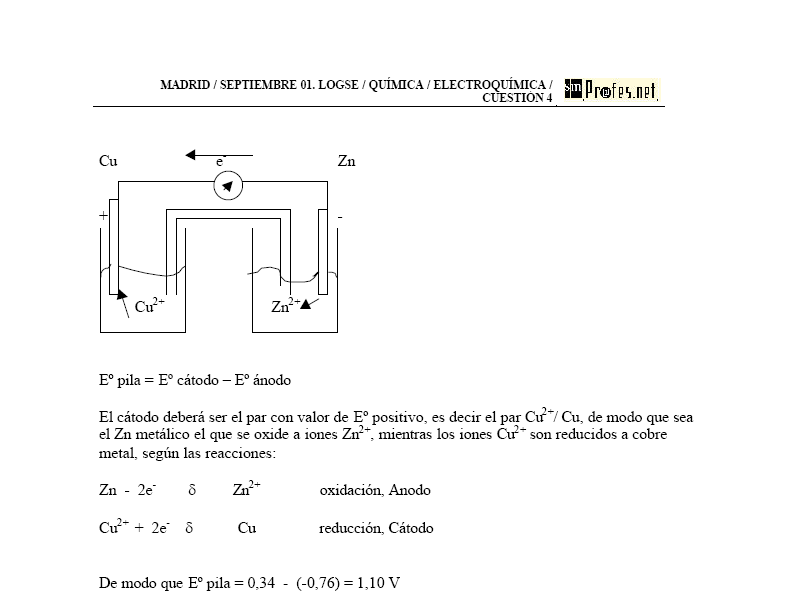 MADRID / SEPTIEMBRE 01. LOGSE / QUÍMICA / ELECTROQUÍMICA /
CUESTIÓN 4
sin Pr@fes.net
Cu e⁻ Zn
+ -
Cu²⁺ Zn²⁺
Eº pila = Eº cátodo – Eº ánodo
El cátodo deberá ser el par con valor de Eº positivo, es decir el par Cu²⁺/ Cu, de modo que sea
el Zn metálico el que se oxide a iones Zn²⁺, mientras los iones Cu²⁺ son reducidos a cobre
metal, según las reacciones:
Zn - 2e⁻ δ Zn²⁺ oxidación, Anodo
Cu²⁺ + 2e⁻ δ Cu reducción, Cátodo
De modo que Eº pila = 0,34 - (-0,76) = 1,10 V